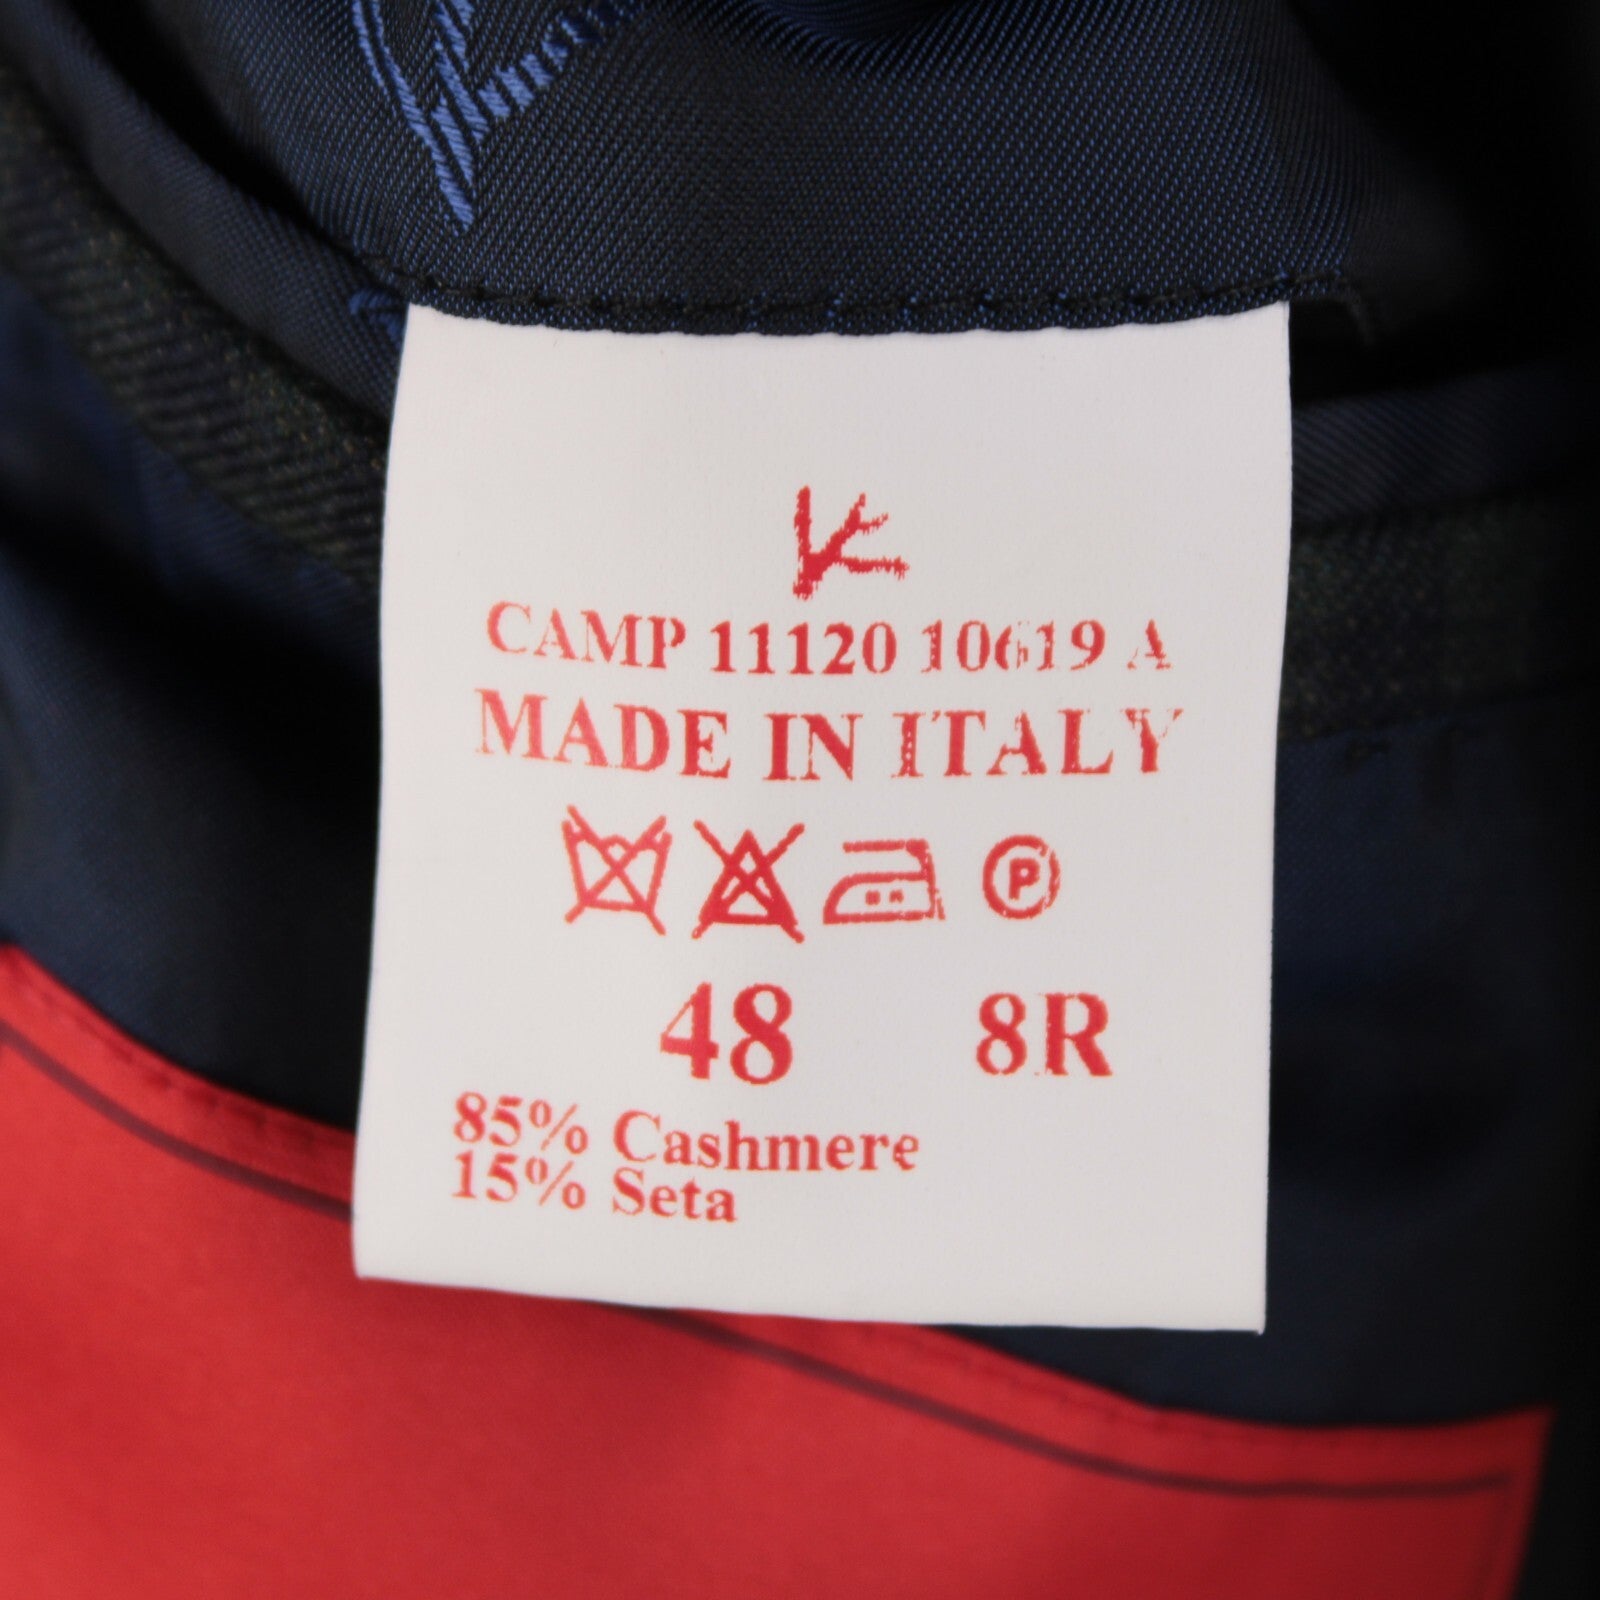 CAMP 11120 10619 A
MADE IN ITALY
P
48 8R
85% Cashmere
15% Seta